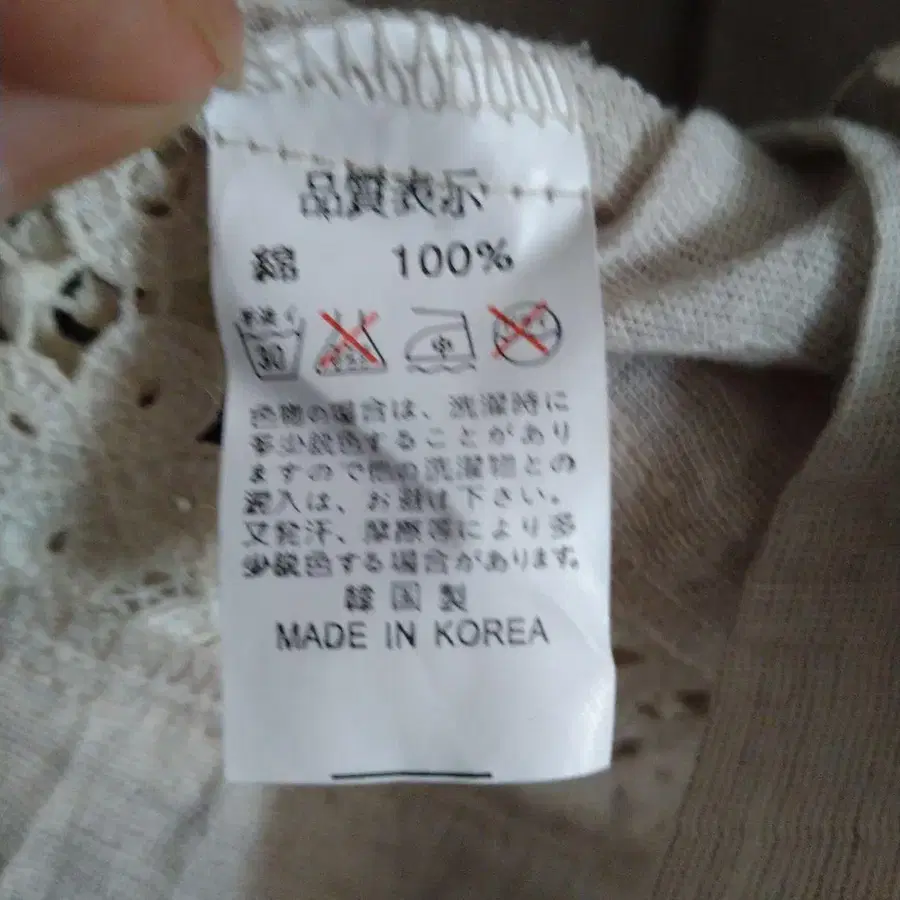 品質表示
綿 100%
30 中
色物の場合は、洗濯時に
多少脱色することがあり
ますので他の洗濯物との
混入は、お避け下さい。
又発汗、摩擦等により多
少脱色する場合があります。
韓国製
MADE IN KOREA